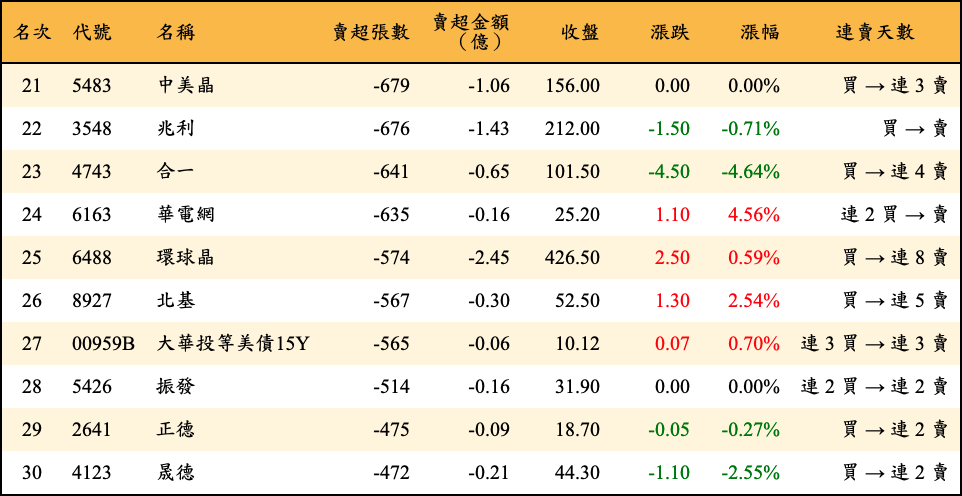 名次 代號 名稱 賣超張數 賣超金額（億） 收盤 漲跌 漲幅 連賣天數
21 5483 中美晶 -679 -1.06 156.00 0.00 0.00% 買 → 連 3 賣
22 3548 兆利 -676 -1.43 212.00 -1.50 -0.71% 買 → 賣
23 4743 合一 -641 -0.65 101.50 -4.50 -4.64% 買 → 連 4 賣
24 6163 華電網 -635 -0.16 25.20 1.10 4.56% 連 2 買 → 賣
25 6488 環球晶 -574 -2.45 426.50 2.50 0.59% 買 → 連 8 賣
26 8927 北基 -567 -0.30 52.50 1.30 2.54% 買 → 連 5 賣
27 00959B 大華投等美債15Y -565 -0.06 10.12 0.07 0.70% 連 3 買 → 連 3 賣
28 5426 振發 -514 -0.16 31.90 0.00 0.00% 連 2 買 → 連 2 賣
29 2641 正德 -475 -0.09 18.70 -0.05 -0.27% 買 → 連 2 賣
30 4123 晟德 -472 -0.21 44.30 -1.10 -2.55% 買 → 連 2 賣